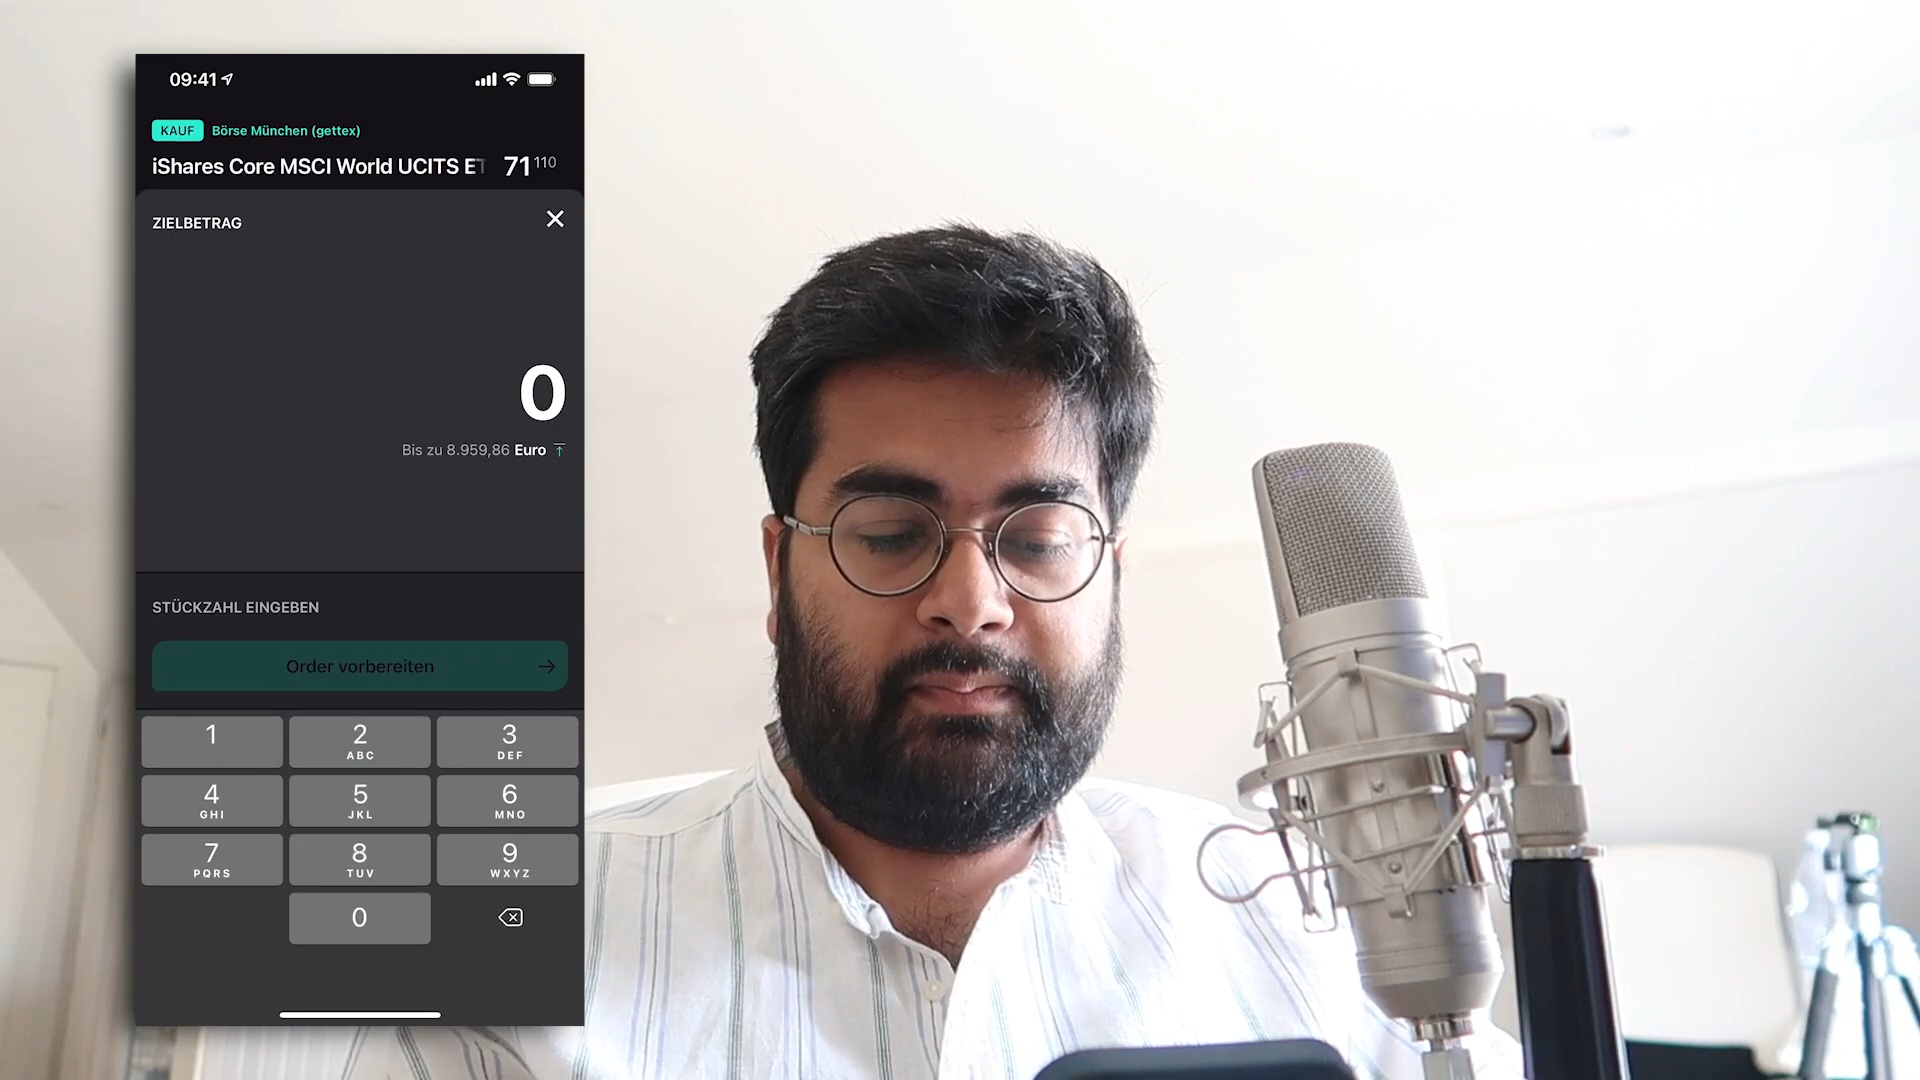 09:41
KAUF Börse München (gettex)
iShares Core MSCI World UCITS ET 71 110
ZIELBETRAG
0
Bis zu 8.959,86 Euro
STÜCKZAHL EINGEBEN
Order vorbereiten
1 2 3
ABC DEF
4 5 6
GHI JKL MNO
7 8 9
PQRS TUV WXYZ
0